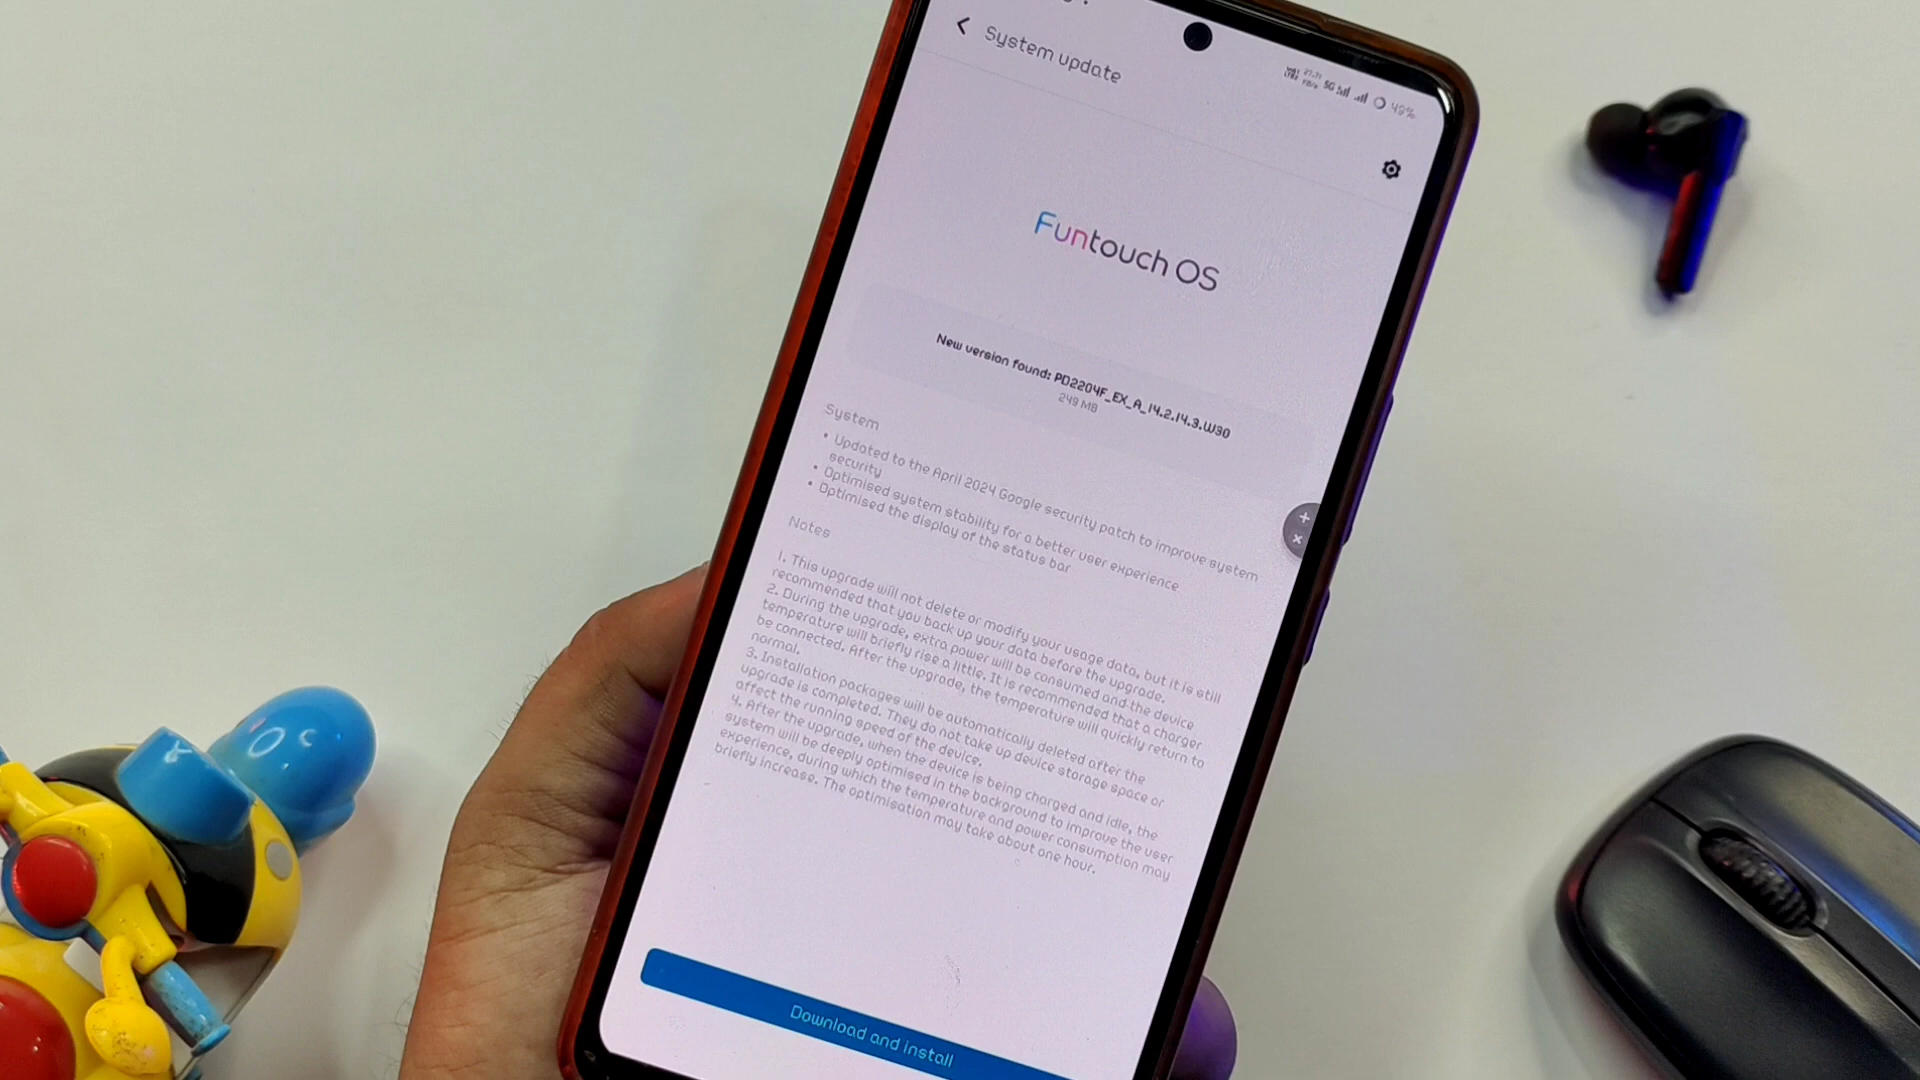 System update
5G 49%
Funtouch OS
New version found: PD2204F_EX_A_14.2.14.3.W30
249 MB
System
• Updated to the April 2024 Google security patch to improve system
security
• Optimised system stability for a better user experience
• Optimised the display of the status bar
Notes
1. This upgrade will not delete or modify your usage data, but it is still
recommended that you back up your data before the upgrade.
2. During the upgrade, extra power will be consumed and the device
temperature will briefly rise a little. It is recommended that a charger
be connected. After the upgrade, the temperature will quickly return to
normal.
3. Installation packages will be automatically deleted after the
upgrade is completed. They do not take up device storage space or
affect the running speed of the device.
4. After the upgrade, when the device is being charged and idle, the
system will be deeply optimised in the background to improve the user
experience, during which the temperature and power consumption may
briefly increase. The optimisation may take about one hour.
Download and install